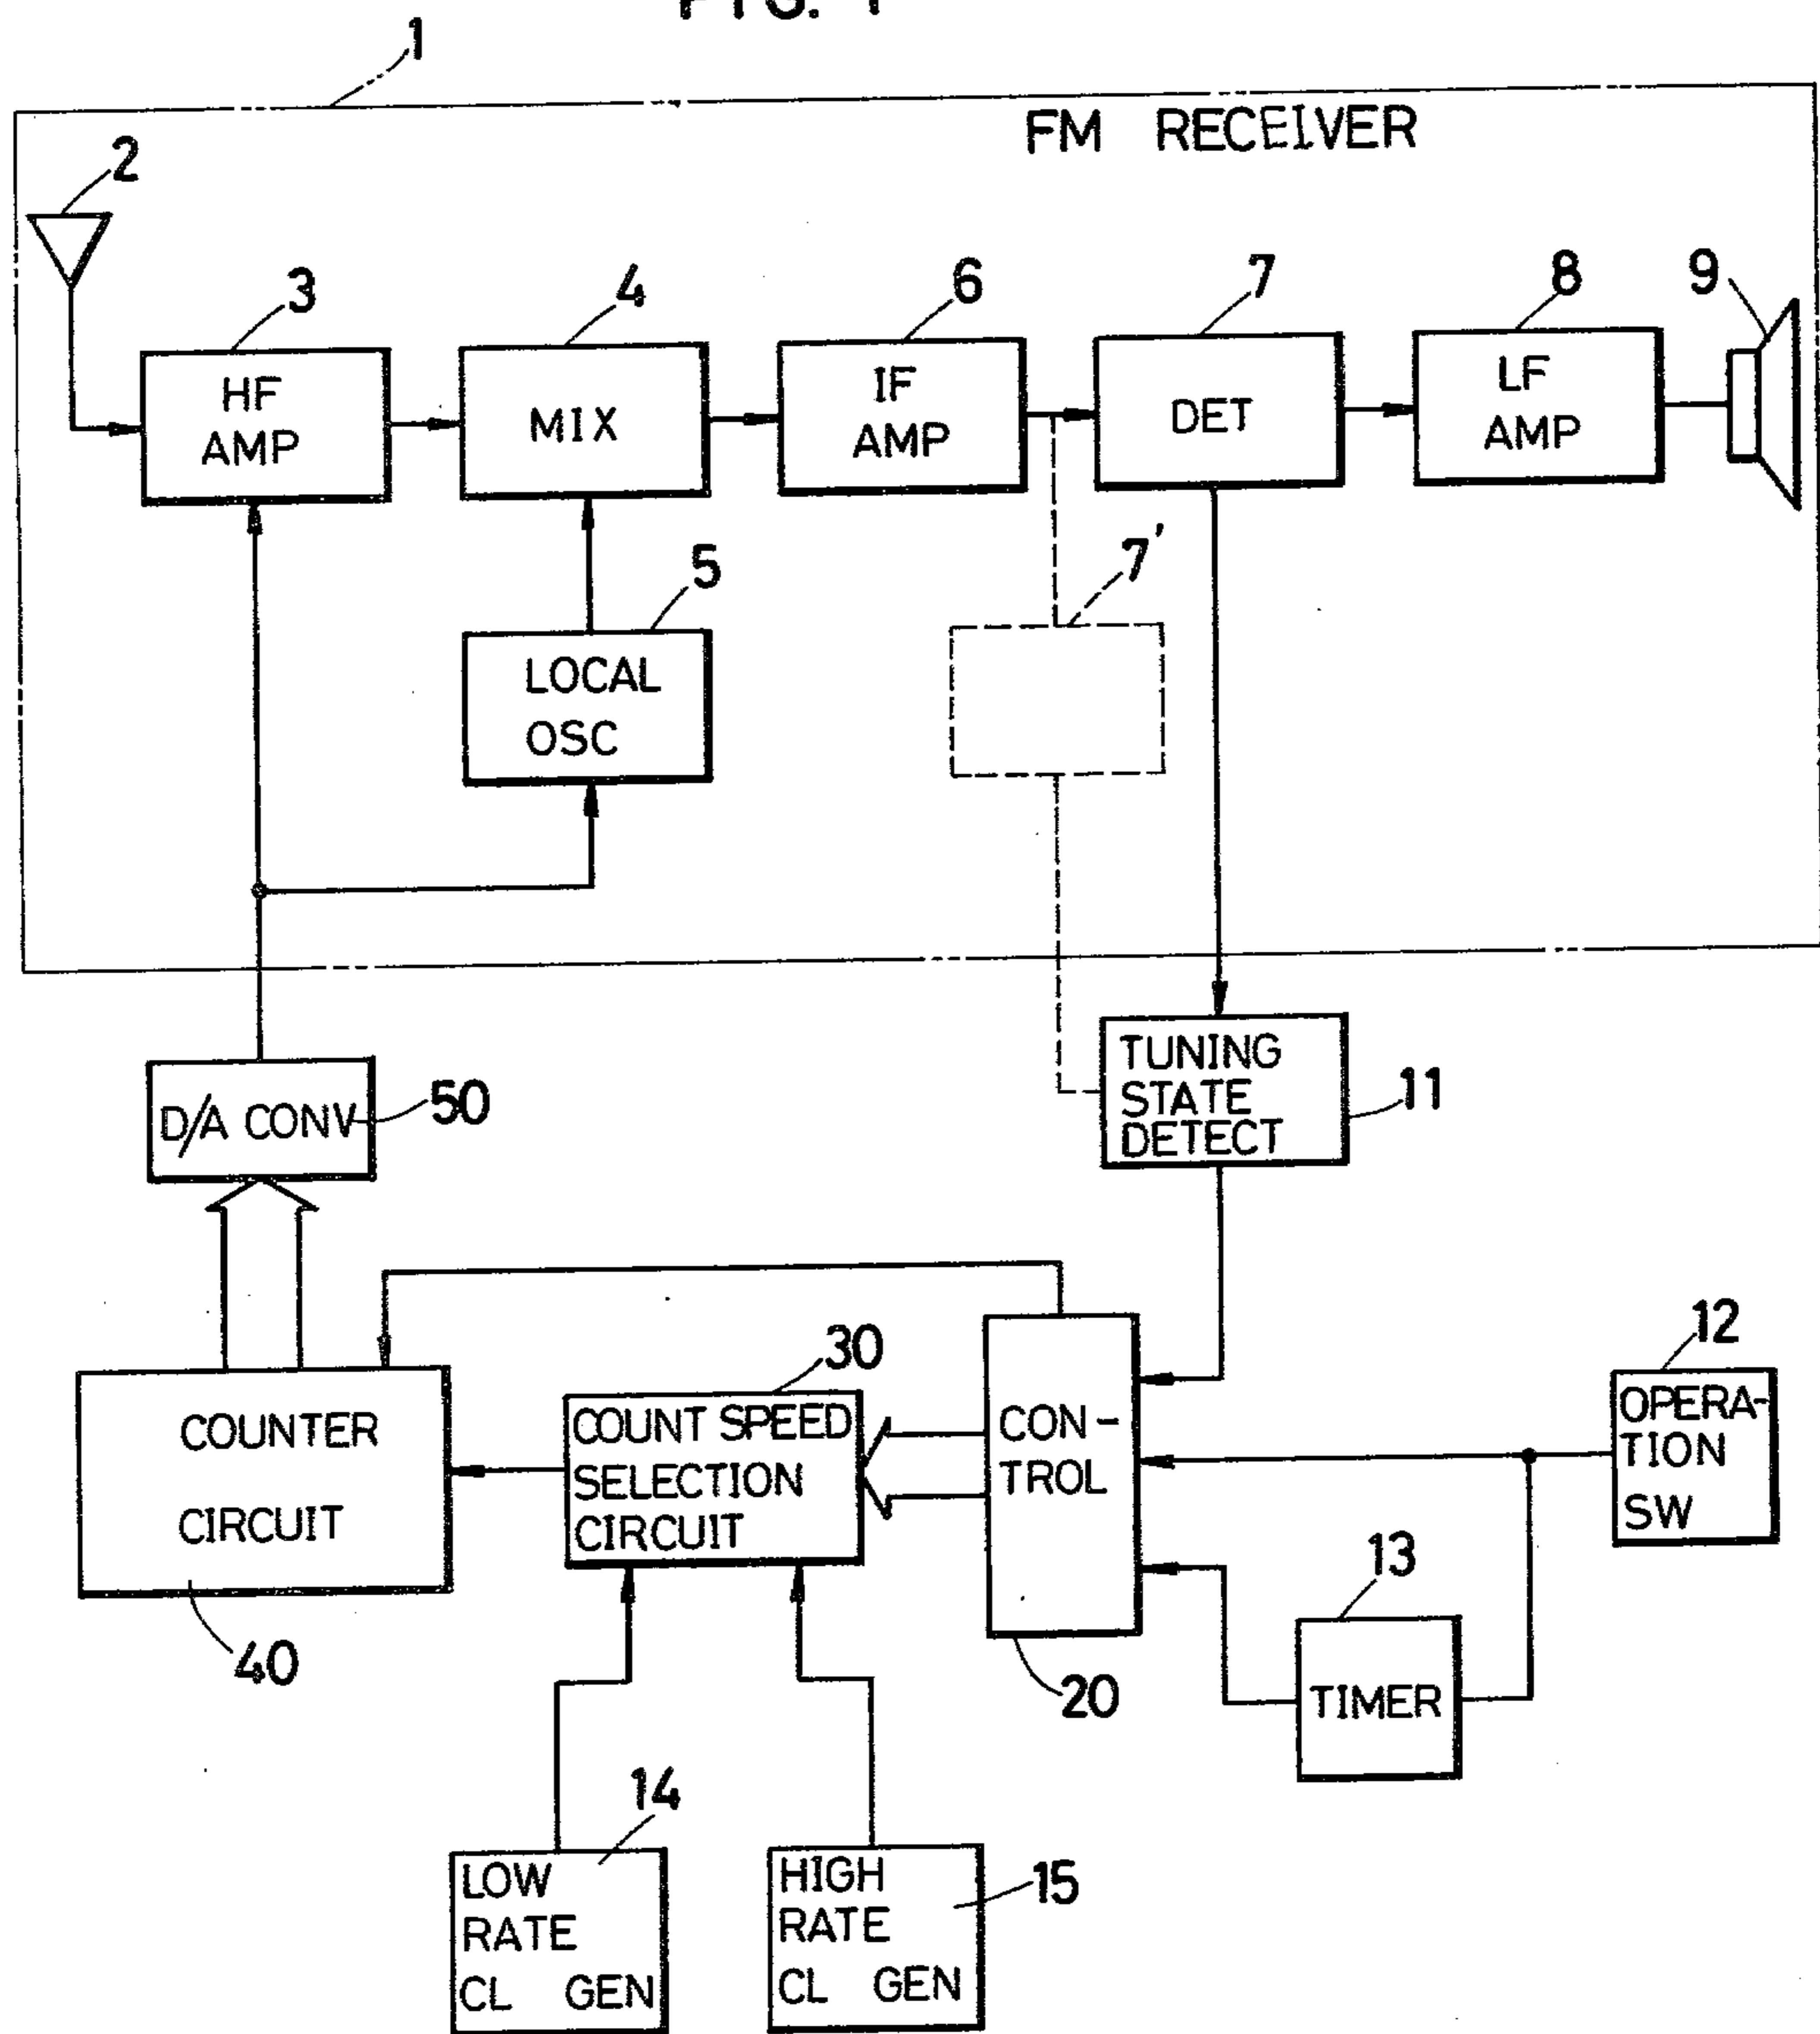 FIG. 1
1
FM RECEIVER
2
3
4
6
7
8
9
HF
AMP
MIX
IF
AMP
DET
LF
AMP
5
7'
LOCAL
OSC
TUNING
STATE
DETECT
11
D/A CONV
50
12
30
OPERA-
TION
SW
COUNTER
CIRCUIT
COUNT SPEED
SELECTION
CIRCUIT
CON-
TROL
13
40
20
TIMER
14
15
LOW
RATE
CL GEN
HIGH
RATE
CL GEN